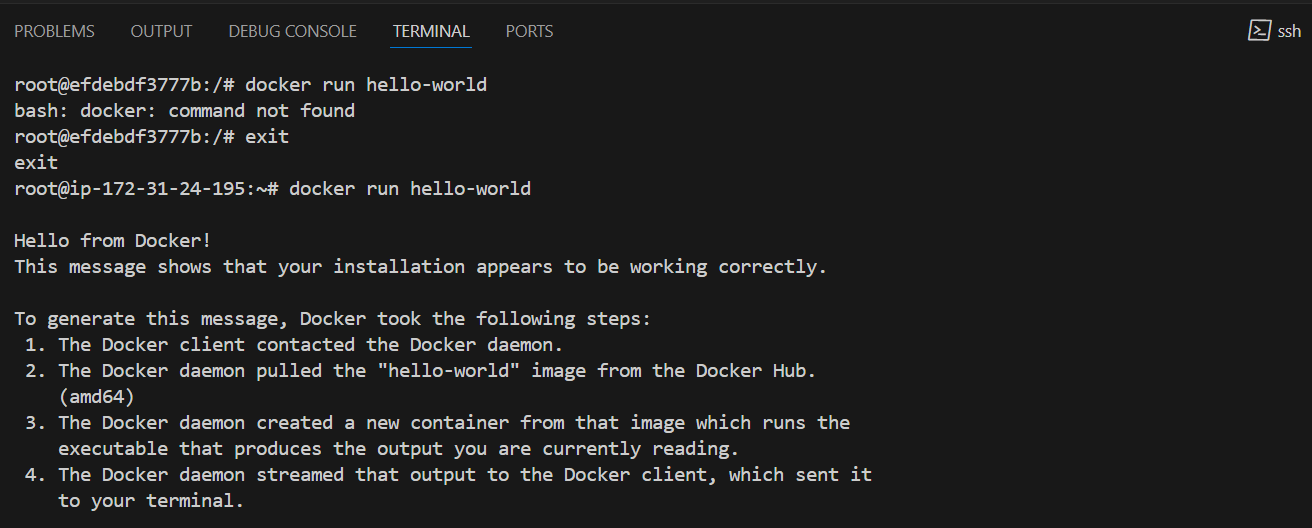 PROBLEMS OUTPUT DEBUG CONSOLE TERMINAL PORTS ssh
root@efdebdf3777b:/# docker run hello-world
bash: docker: command not found
root@efdebdf3777b:/# exit
exit
root@ip-172-31-24-195:~# docker run hello-world
Hello from Docker!
This message shows that your installation appears to be working correctly.
To generate this message, Docker took the following steps:
1. The Docker client contacted the Docker daemon.
2. The Docker daemon pulled the "hello-world" image from the Docker Hub.
(amd64)
3. The Docker daemon created a new container from that image which runs the
executable that produces the output you are currently reading.
4. The Docker daemon streamed that output to the Docker client, which sent it
to your terminal.